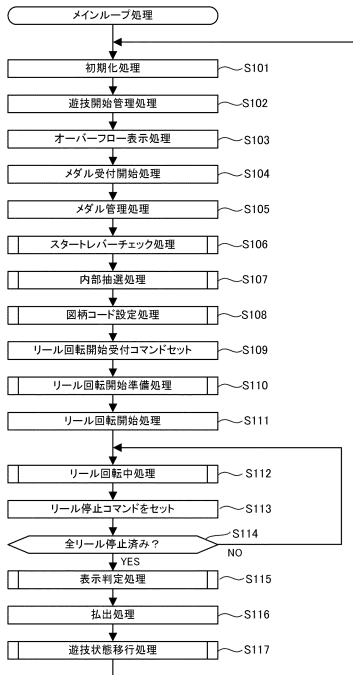 メインループ処理
初期化処理 S101
遊技開始管理処理 S102
オーバーフロー表示処理 S103
メダル受付開始処理 S104
メダル管理処理 S105
スタートレバーチェック処理 S106
内部抽選処理 S107
図柄コード設定処理 S108
リール回転開始受付コマンドセット S109
リール回転開始準備処理 S110
リール回転開始処理 S111
リール回転中処理 S112
リール停止コマンドをセット S113
全リール停止済み？ S114
NO
YES
表示判定処理 S115
払出処理 S116
遊技状態移行処理 S117